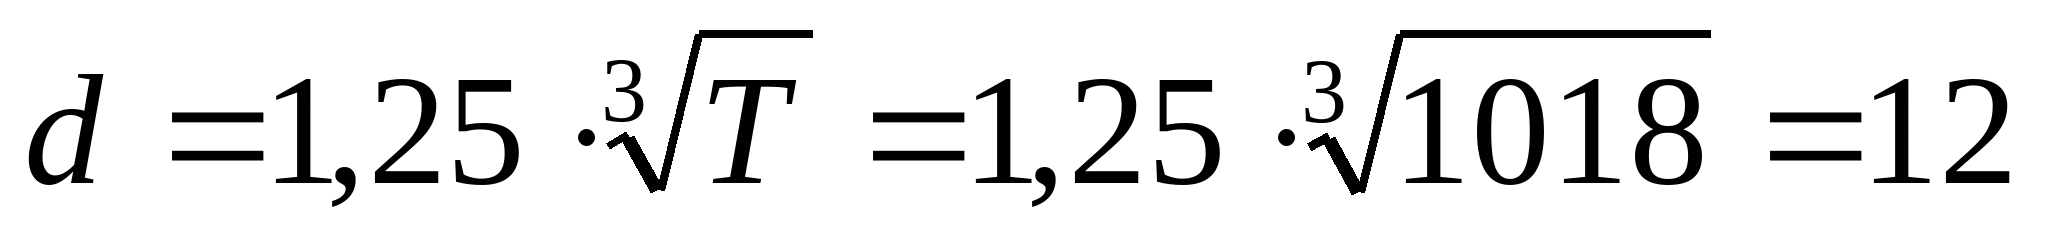 d = 1,25 · ∛T = 1,25 · ∛1018 = 12